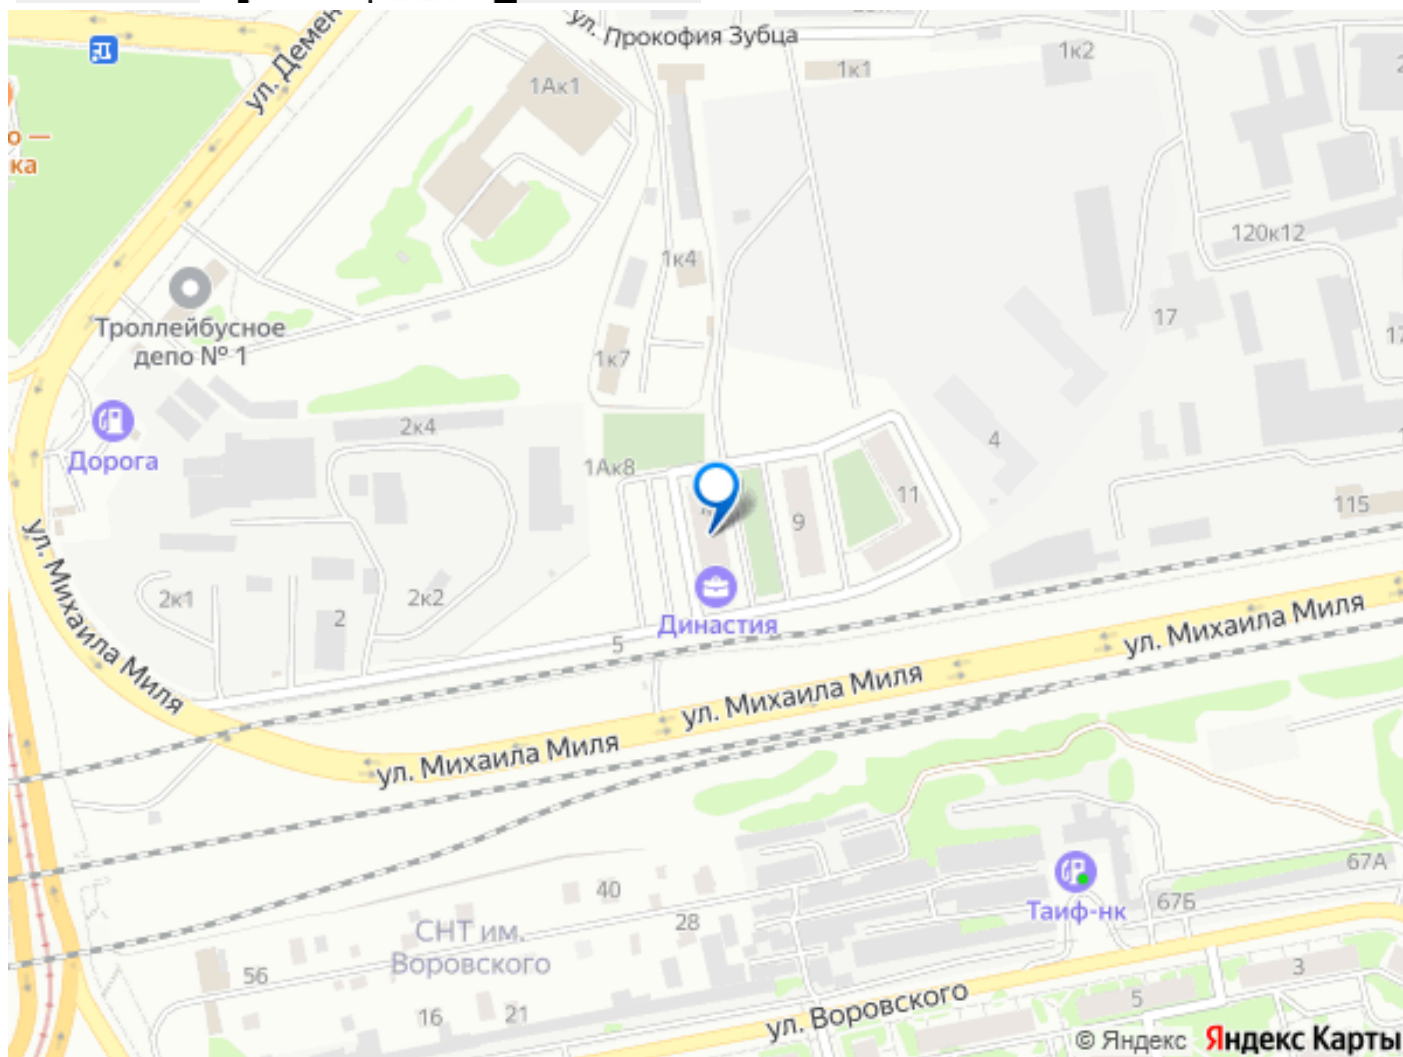 ул. Прокофия Зубца
1к2
1к1
1Ак1
ул. Демен
о —
ка
120к12
1к4
17
Троллейбусное
депо № 1
1к7
2к4
4
Дорога
1Ак8
11
115
9
ул. Михаила Миля
2к1
2к2
2
Династия
5
ул. Михаила Миля
ул. Михаила Миля
ул. Михаила Миля
67А
40
Таиф-нк
67Б
28
СНТ им.
Воровского
56
3
5
16
21
ул. Воровского
© Яндекс Яндекс Карты